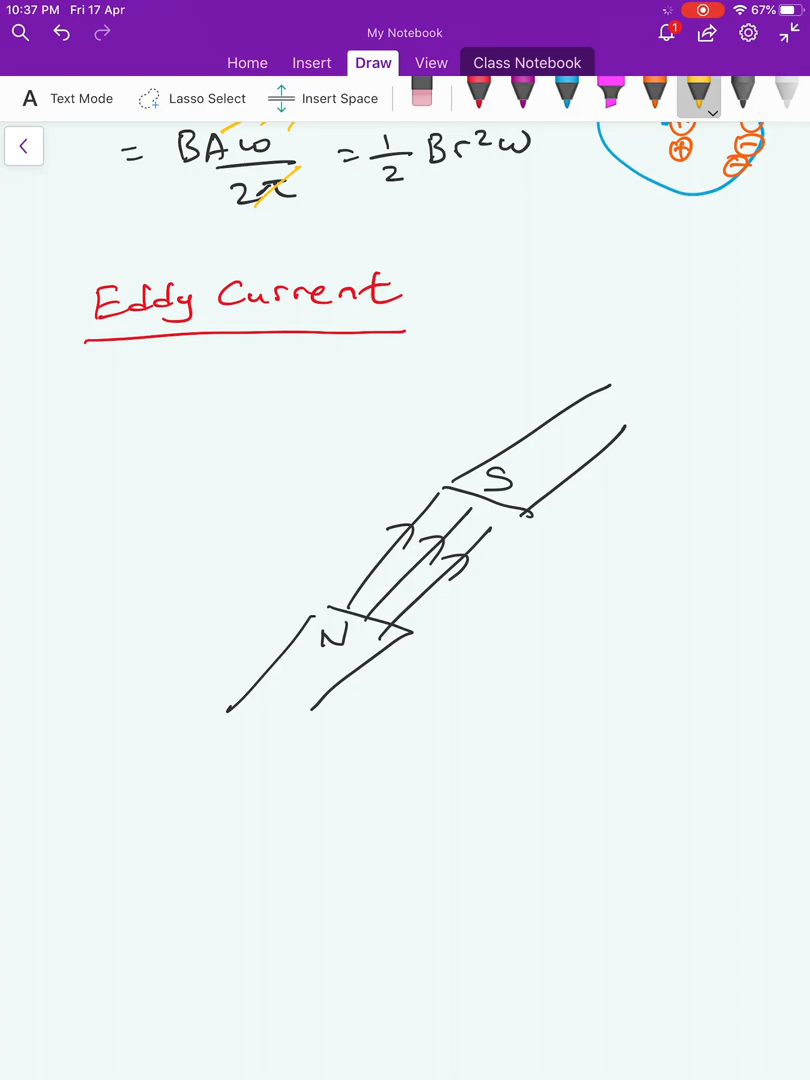 10:37 PM Fri 17 Apr 67%
My Notebook
1
Home Insert Draw View Class Notebook
A Text Mode Lasso Select Insert Space
= BAω/2π = 1/2 Br²ω
+ −
+ −
Eddy Current
S
N